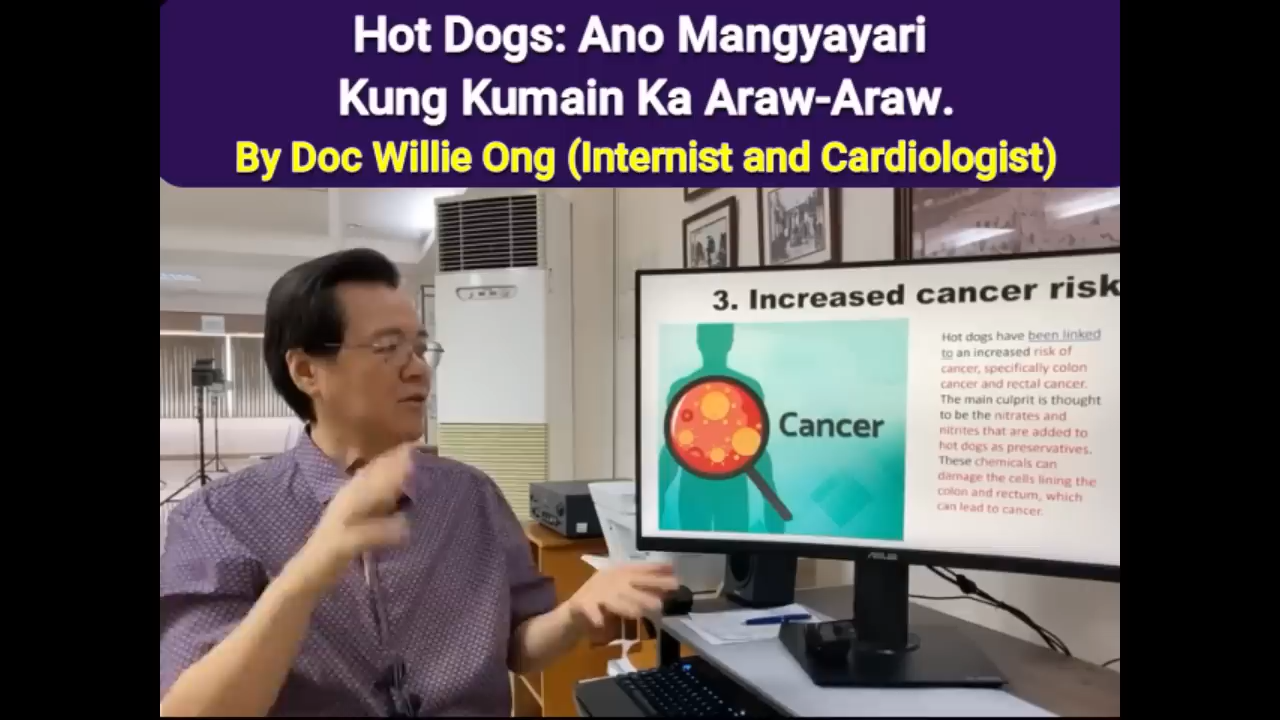 Hot Dogs: Ano Mangyayari
Kung Kumain Ka Araw-Araw.
By Doc Willie Ong (Internist and Cardiologist)
3. Increased cancer risk
Cancer
Hot dogs have been linked
to an increased risk of
cancer, specifically colon
cancer and rectal cancer.
The main culprit is thought
to be the nitrates and
nitrites that are added to
hot dogs as preservatives.
These chemicals can
damage the cells lining the
colon and rectum, which
can lead to cancer.
ASUS